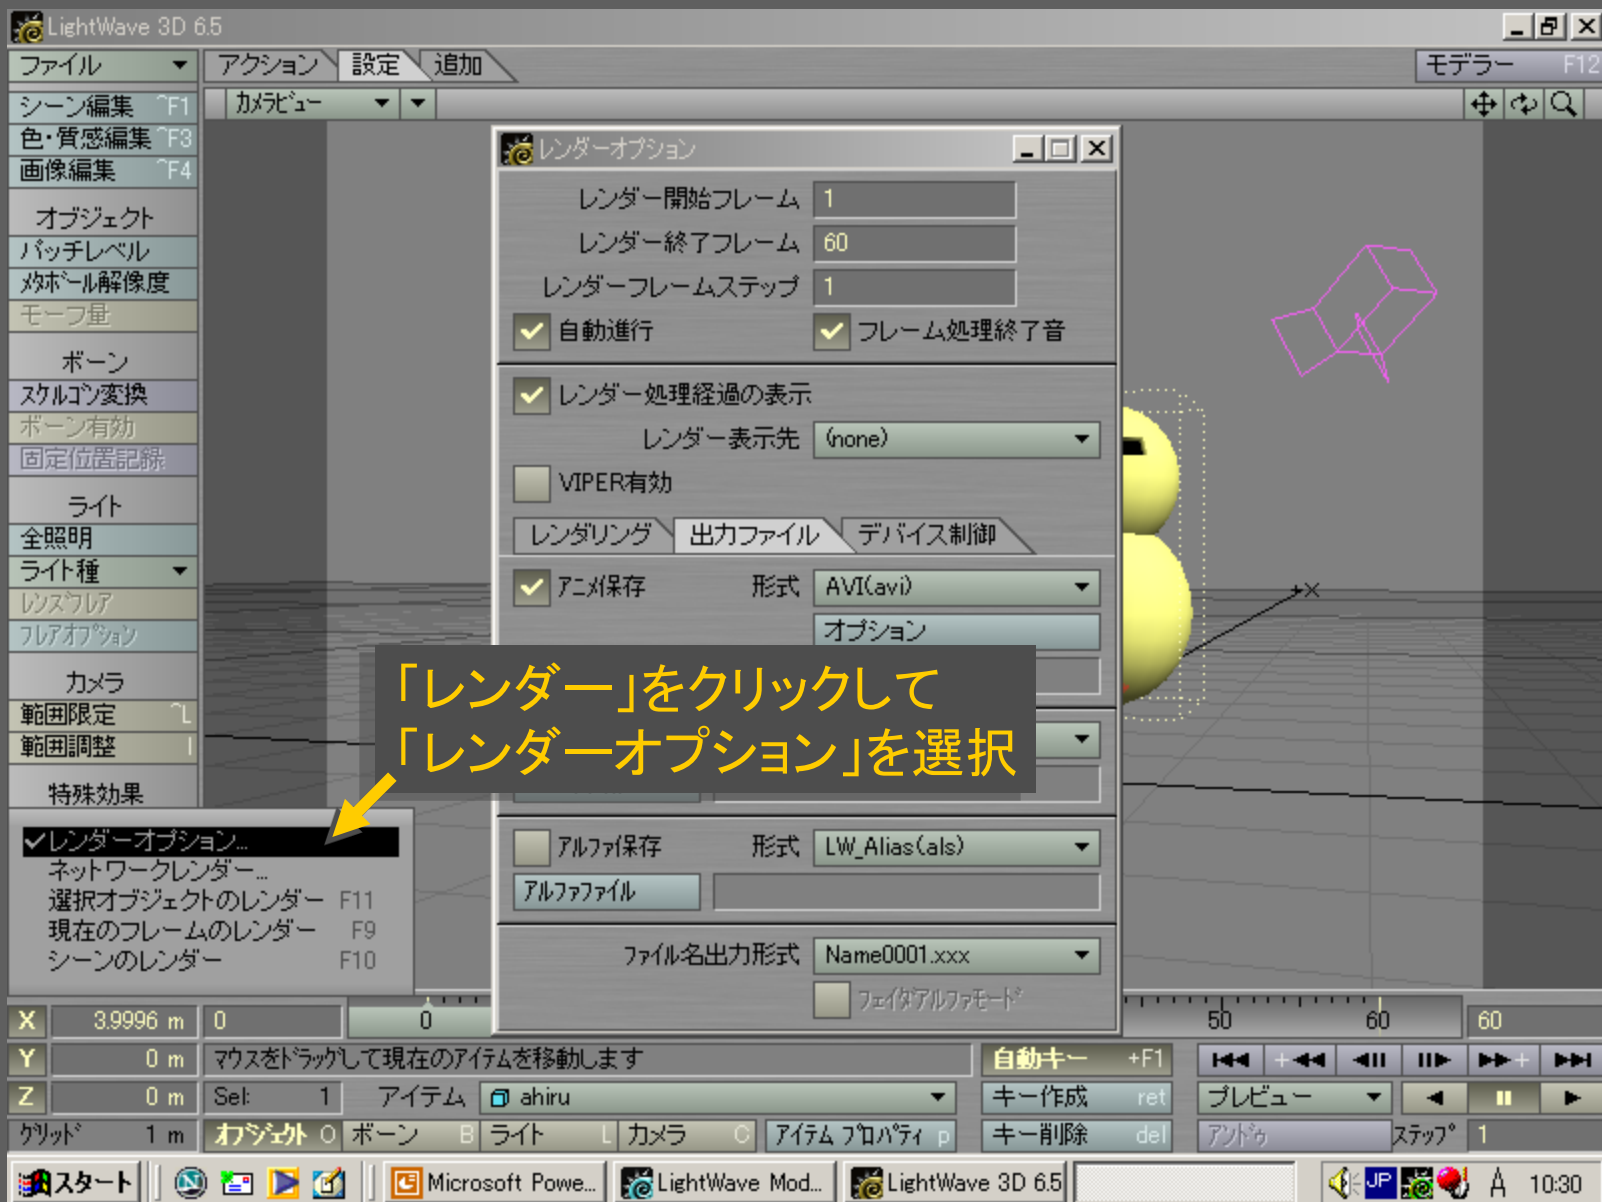 LightWave 3D 6.5
ファイル
アクション 設定 追加
モデラー F12
シーン編集 ^F1
カメラビュー
色・質感編集 ^F3
画像編集 ^F4
オブジェクト
パッチレベル
メタボール解像度
モーフ量
ボーン
スケルゴン変換
ボーン有効
固定位置記録
ライト
全照明
ライト種
レンズフレア
フレアオプション
カメラ
範囲限定 ^L
範囲調整 |
特殊効果
レンダーオプション
レンダー開始フレーム 1
レンダー終了フレーム 60
レンダーフレームステップ 1
自動進行 フレーム処理終了音
レンダー処理経過の表示
レンダー表示先 (none)
VIPER有効
レンダリング 出力ファイル デバイス制御
アニメ保存 形式 AVI(avi)
オプション
「レンダー」をクリックして
「レンダーオプション」を選択
アルファ保存 形式 LW_Alias(als)
アルファファイル
ファイル名出力形式 Name0001.xxx
フェイダアルファモード
レンダーオプション...
ネットワークレンダー...
選択オブジェクトのレンダー F11
現在のフレームのレンダー F9
シーンのレンダー F10
X 3.9996 m 0 0 50 60 60
Y 0 m マウスをドラッグして現在のアイテムを移動します 自動キー +F1
Z 0 m Sel: 1 アイテム ahiru キー作成 ret プレビュー
グリッド 1 m オブジェクト O ボーン B ライト L カメラ C アイテム プロパティ p キー削除 del アンドゥ ステップ 1
スタート Microsoft Powe... LightWave Mod... LightWave 3D 6.5 JP A 10:30